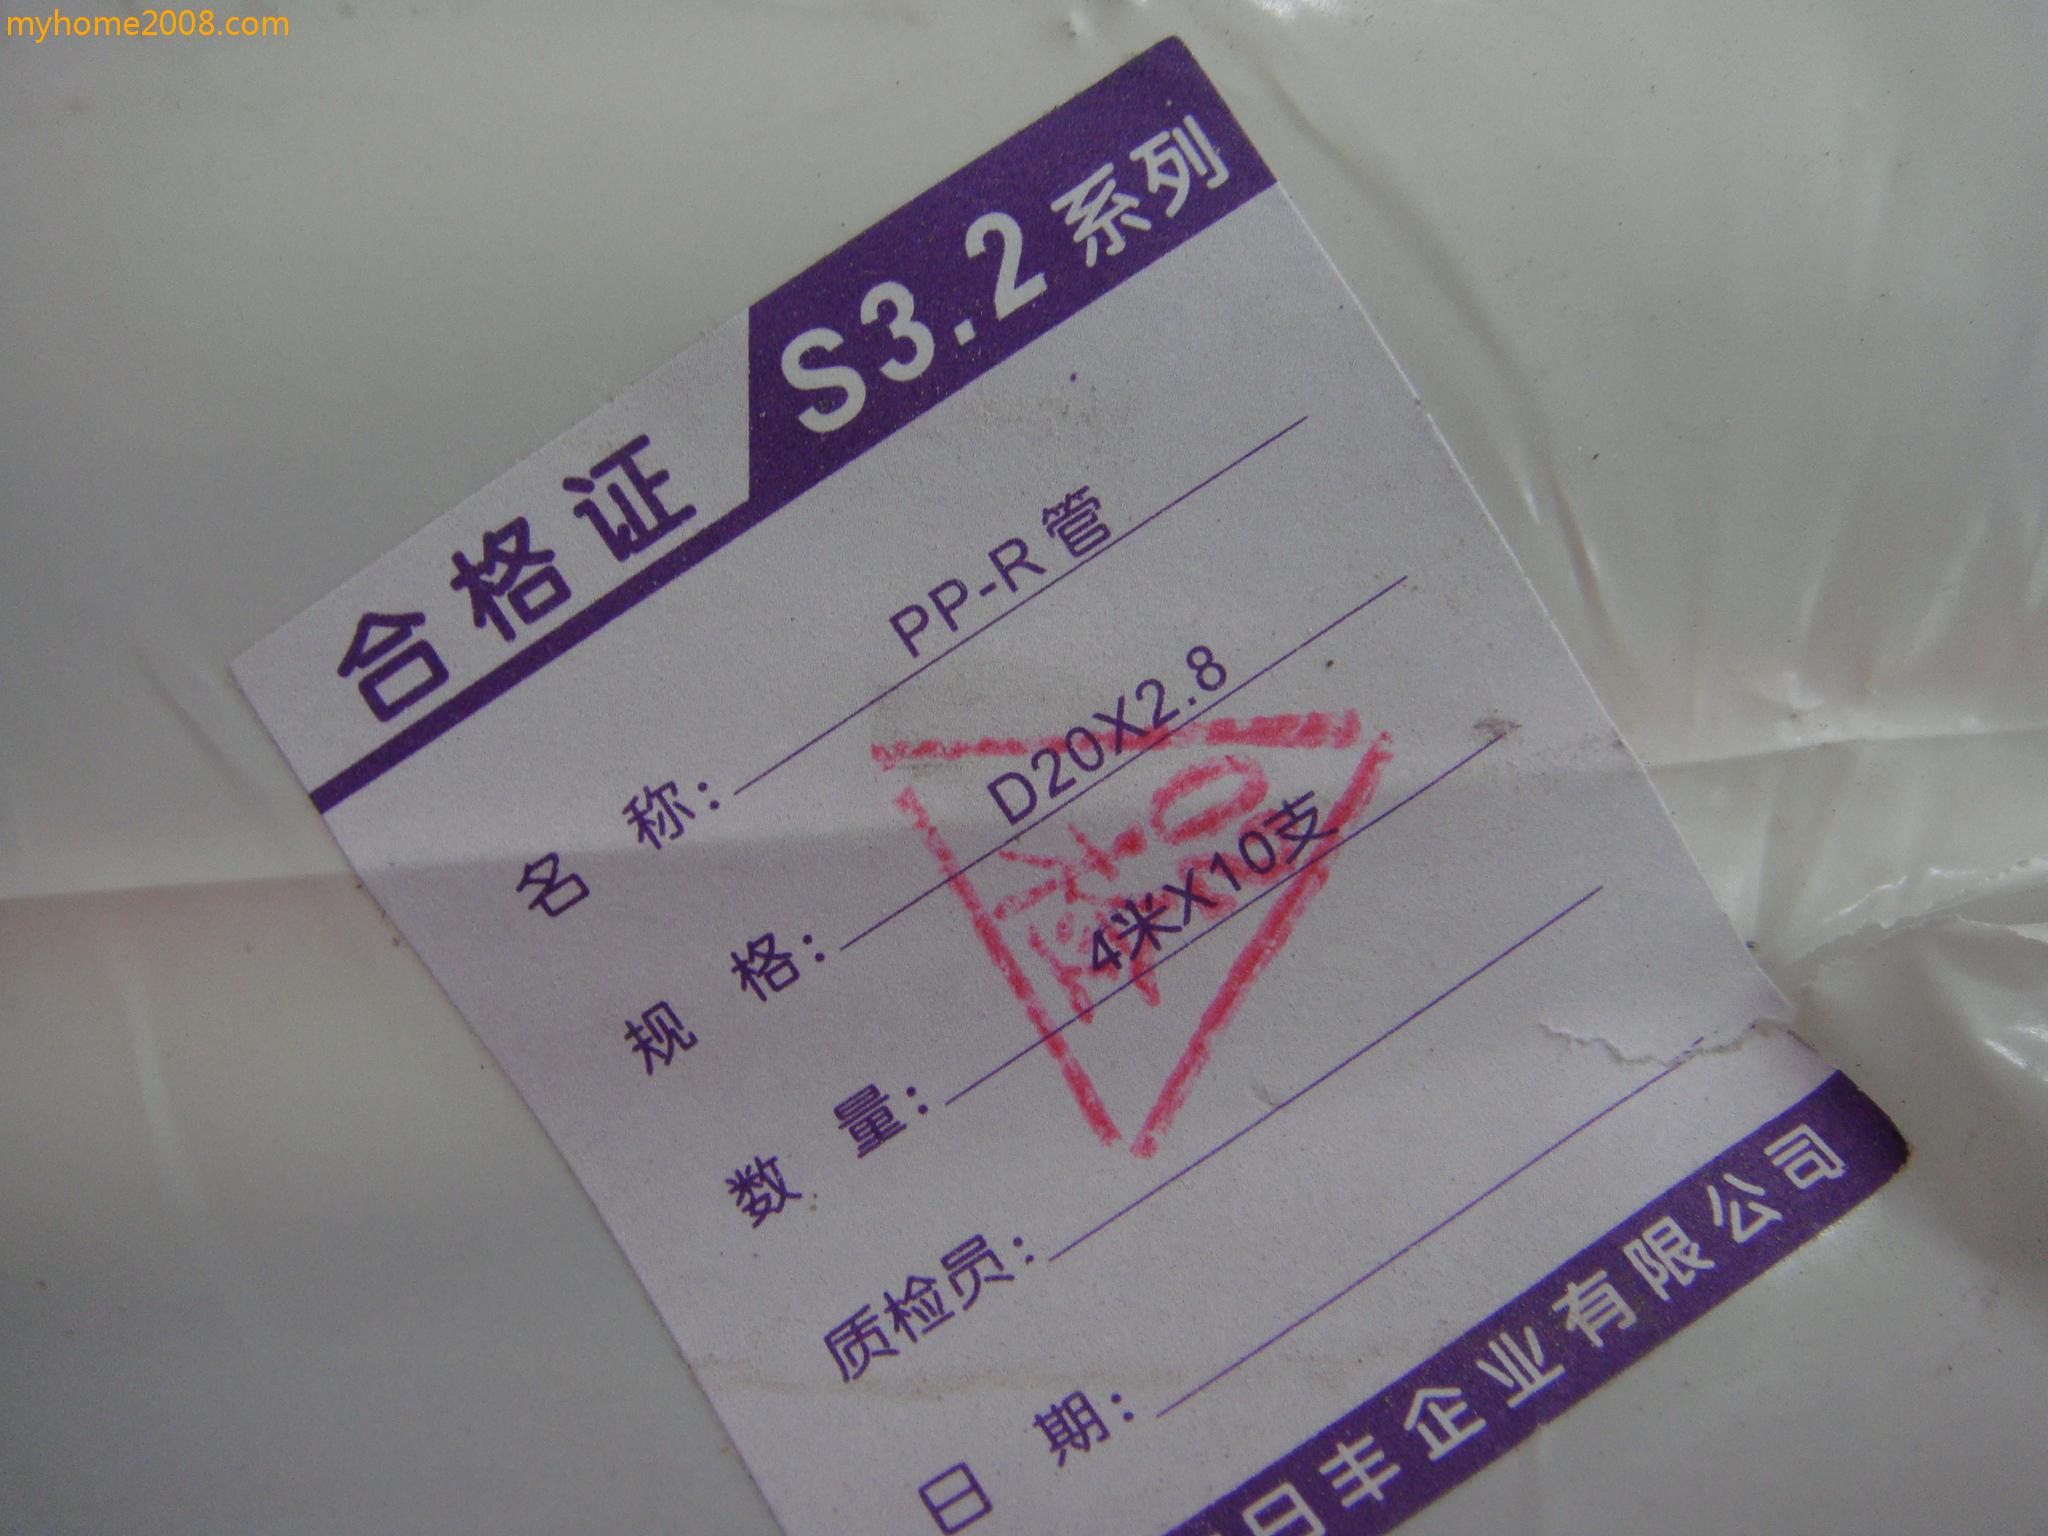 myhome2008.com
合格证 S3.2系列
名称: PP-R管
规格: D20X2.8
数量: 4米X10支
质检员:
日期:
日丰企业有限公司